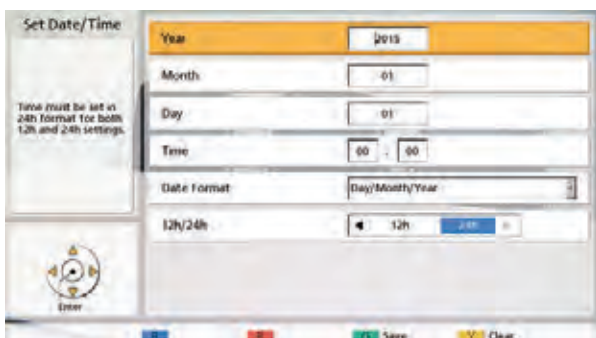 Set Date/Time
Time must be set in
24h format for both
12h and 24h settings.
Enter
Year 2015
Month 01
Day 01
Time 00 : 00
Date Format Day/Month/Year
12h/24h 12h 24h
B R G Save Y Clear